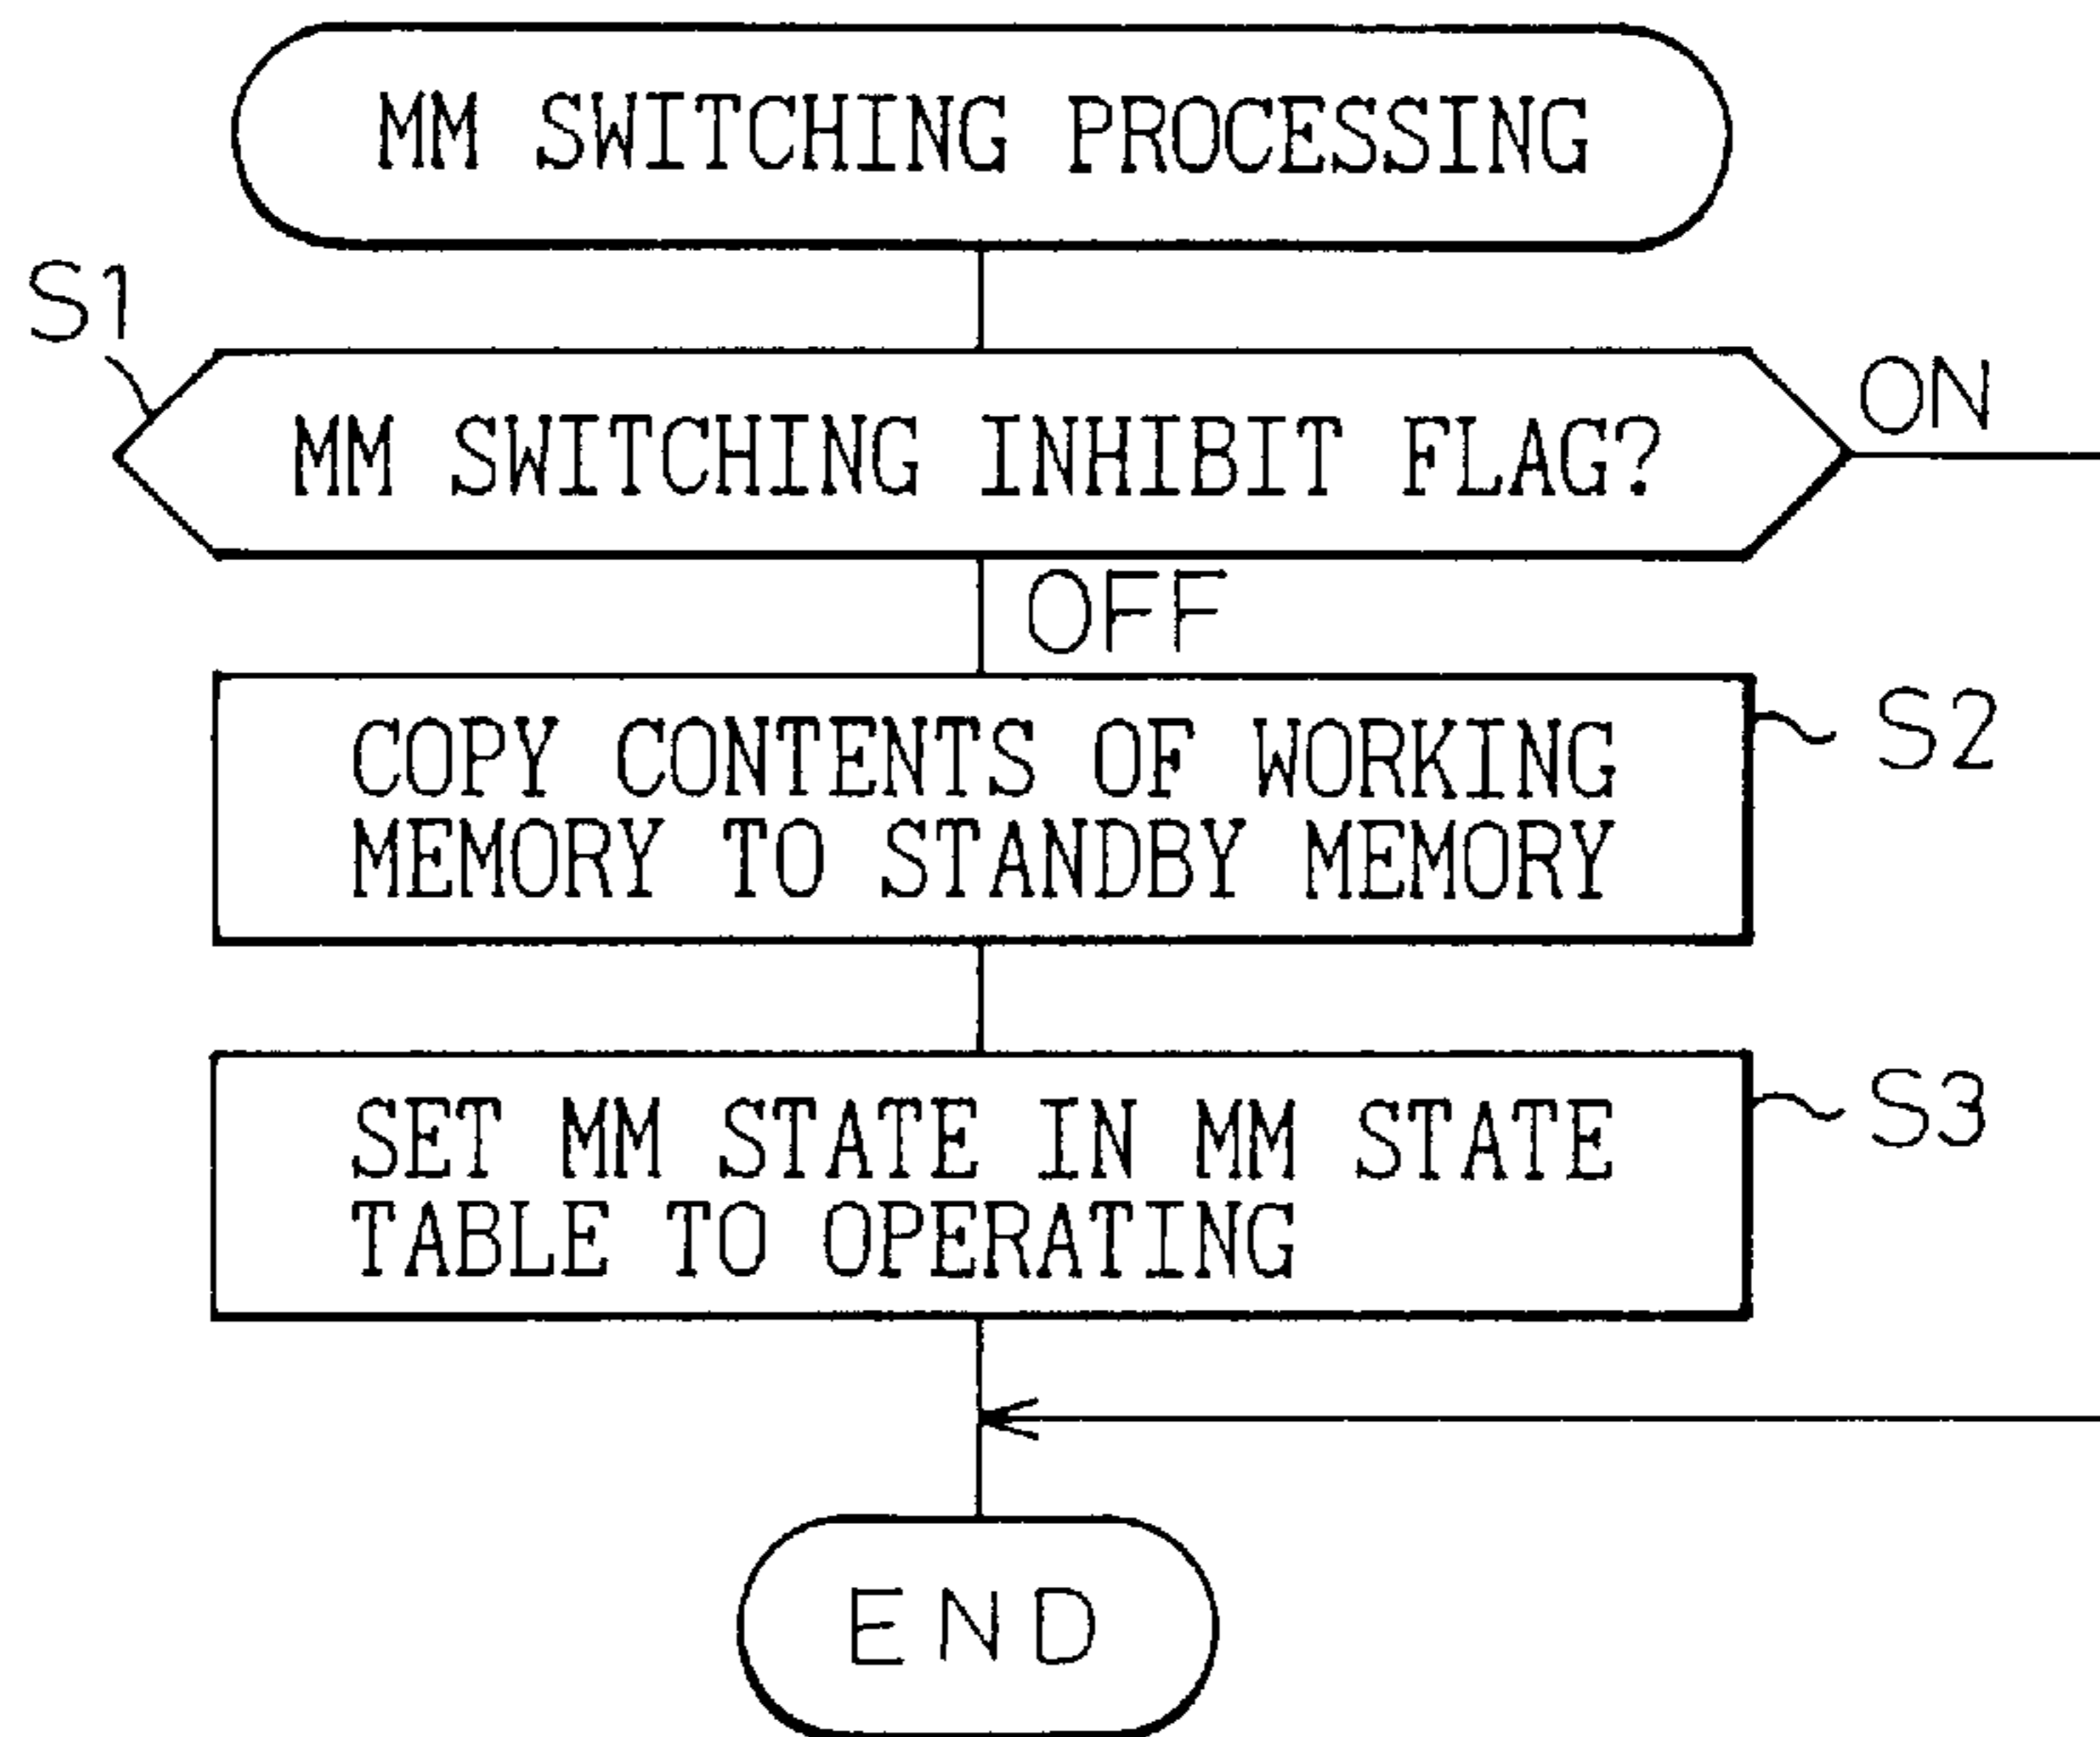 MM SWITCHING PROCESSING
S1
MM SWITCHING INHIBIT FLAG?
ON
OFF
COPY CONTENTS OF WORKING
MEMORY TO STANDBY MEMORY
S2
SET MM STATE IN MM STATE
TABLE TO OPERATING
S3
END